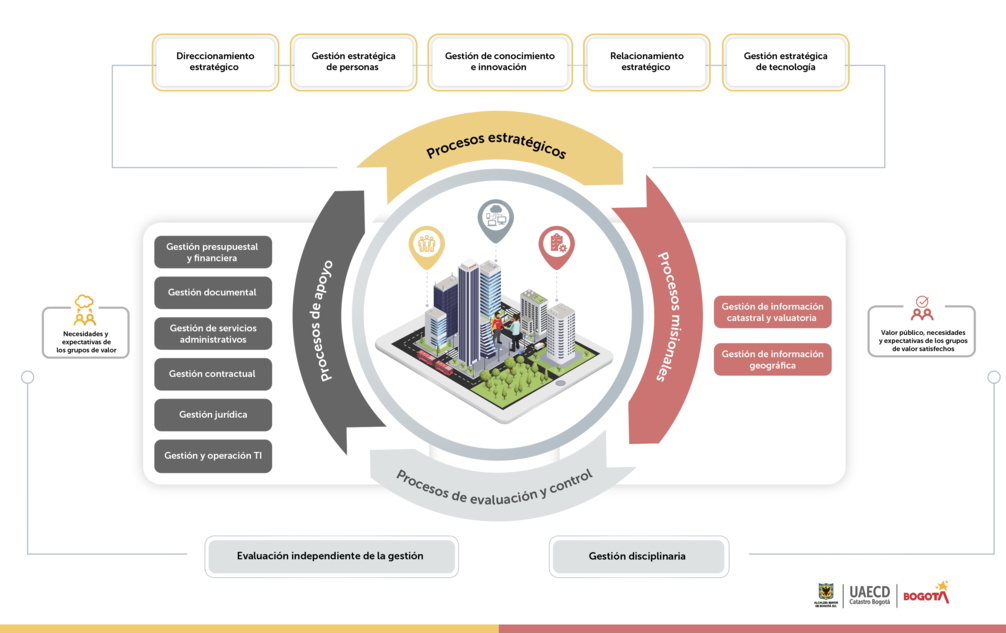 Direccionamiento
estratégico
Gestión estratégica
de personas
Gestión de conocimiento
e innovación
Relacionamiento
estratégico
Gestión estratégica
de tecnología
Procesos estratégicos
Gestión presupuestal
y financiera
Gestión documental
Gestión de servicios
administrativos
Gestión contractual
Gestión jurídica
Gestión y operación TI
Procesos de apoyo
Procesos misionales
Gestión de información
catastral y valuatoria
Gestión de información
geográfica
Necesidades y
expectativas de
los grupos de valor
Valor público, necesidades
y expectativas de los grupos
de valor satisfechos
Procesos de evaluación y control
Evaluación independiente de la gestión
Gestión disciplinaria
ALCALDÍA MAYOR
DE BOGOTÁ D.C.
UAECD
Catastro Bogotá
BOGOTÁ